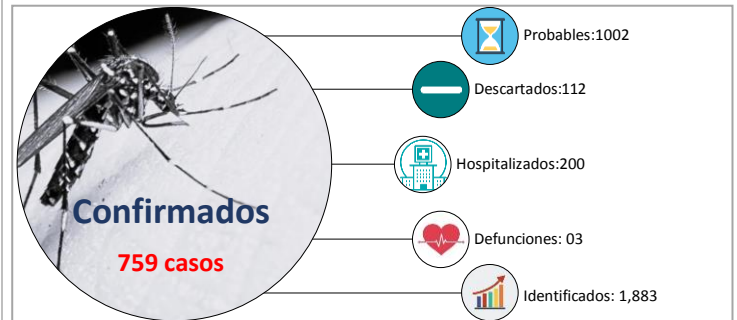 Probables:1002
Descartados:112
Hospitalizados:200
Confirmados
759 casos
Defunciones: 03
Identificados: 1,883